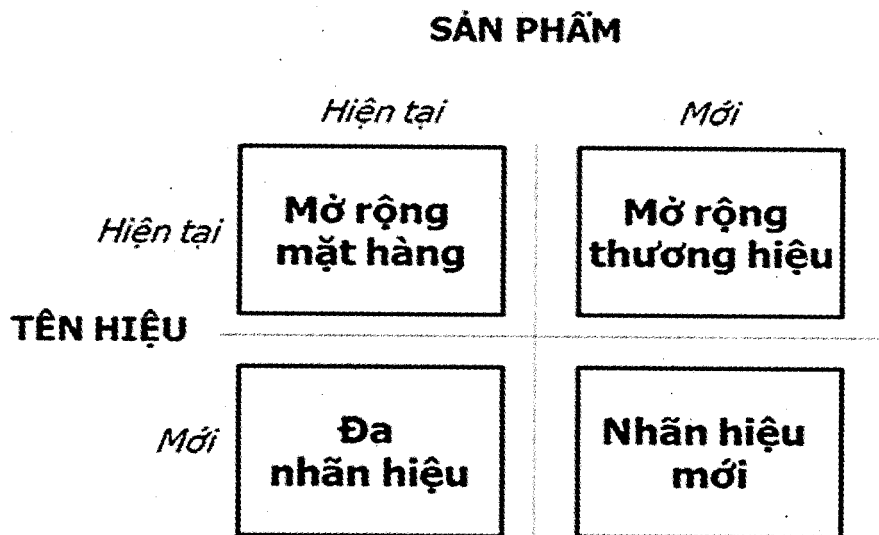 SẢN PHẨM
Hiện tại Mới
Hiện tại
Mở rộng
mặt hàng
Mở rộng
thương hiệu
TÊN HIỆU
Mới
Đa
nhãn hiệu
Nhãn hiệu
mới